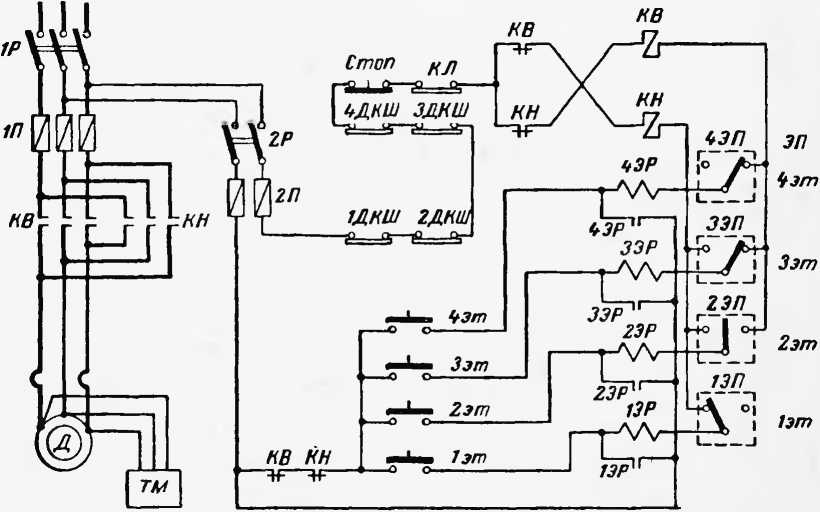 КВ
КВ
1Р
Стоп
КЛ
КН
4ДКШ
3ДКШ
КН
1П
2Р
4ЭП
ЭП
4ЭР
4эт
2П
КВ
КН
1ДКШ
2ДКШ
4ЭР
3ЭП
3ЭР
3эт
4эт
3ЭР
2ЭП
2ЭР
2эт
3эт
1ЭП
2эт
2ЭР
1ЭР
1эт
Д
КВ
КН
1эт
1ЭР
ТМ